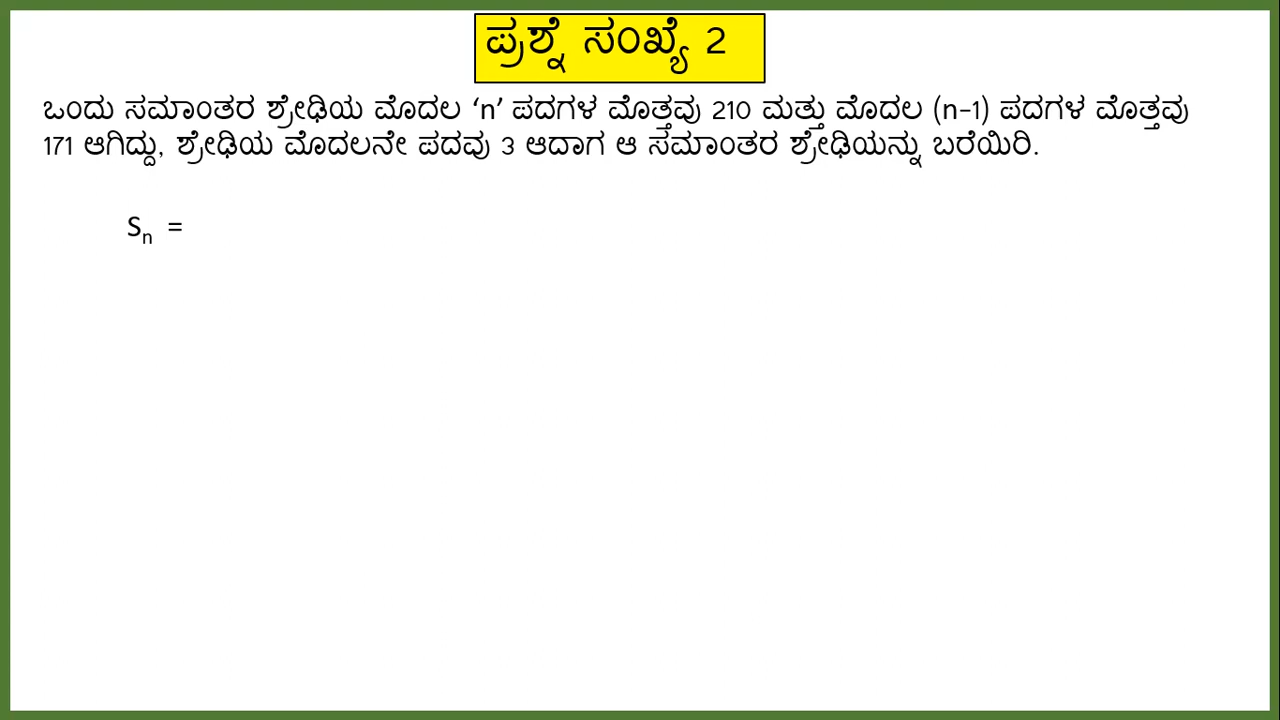 ಪ್ರಶ್ನೆ ಸಂಖ್ಯೆ 2
ಒಂದು ಸಮಾಂತರ ಶ್ರೇಢಿಯ ಮೊದಲ ‘n’ ಪದಗಳ ಮೊತ್ತವು 210 ಮತ್ತು ಮೊದಲ (n-1) ಪದಗಳ ಮೊತ್ತವು
171 ಆಗಿದ್ದು, ಶ್ರೇಢಿಯ ಮೊದಲನೇ ಪದವು 3 ಆದಾಗ ಆ ಸಮಾಂತರ ಶ್ರೇಢಿಯನ್ನು ಬರೆಯಿರಿ.
Sn =